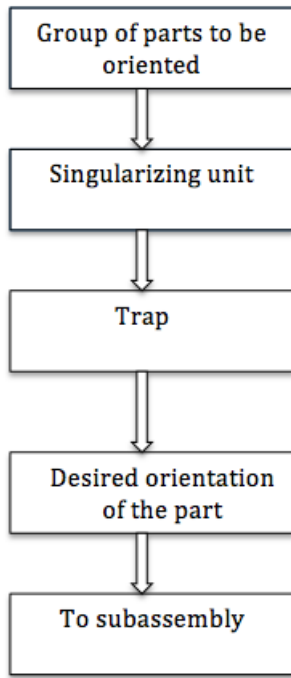 Group of parts to be
oriented
Singularizing unit
Trap
Desired orientation
of the part
To subassembly